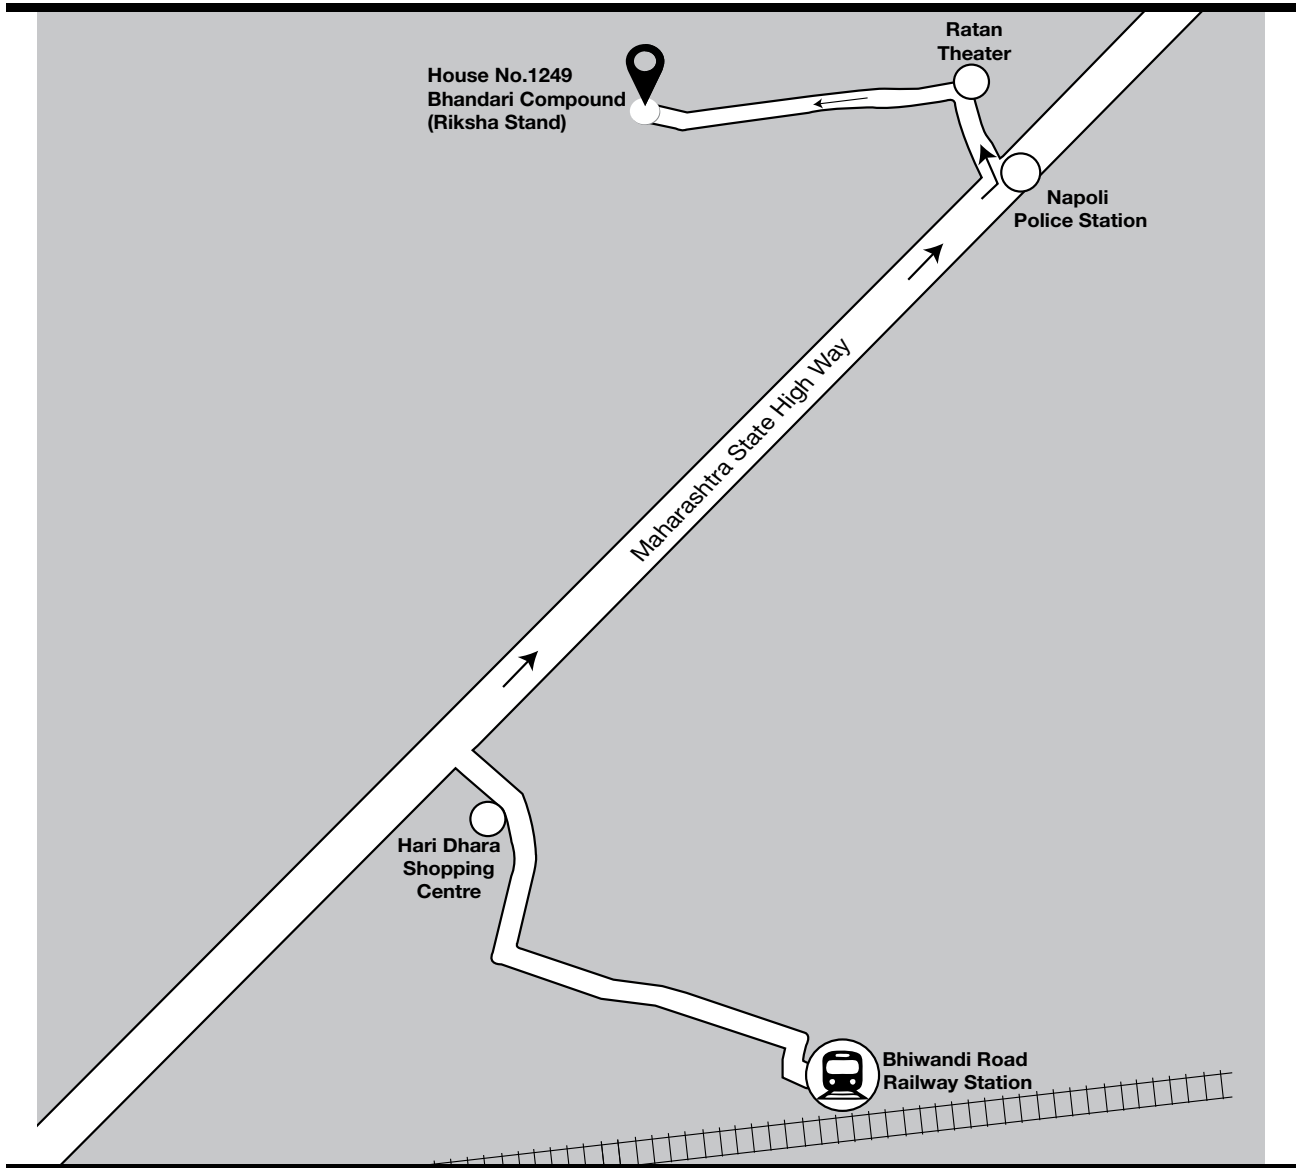 Ratan
Theater
House No.1249
Bhandari Compound
(Riksha Stand)
Napoli
Police Station
Maharashtra State High Way
Hari Dhara
Shopping
Centre
Bhiwandi Road
Railway Station